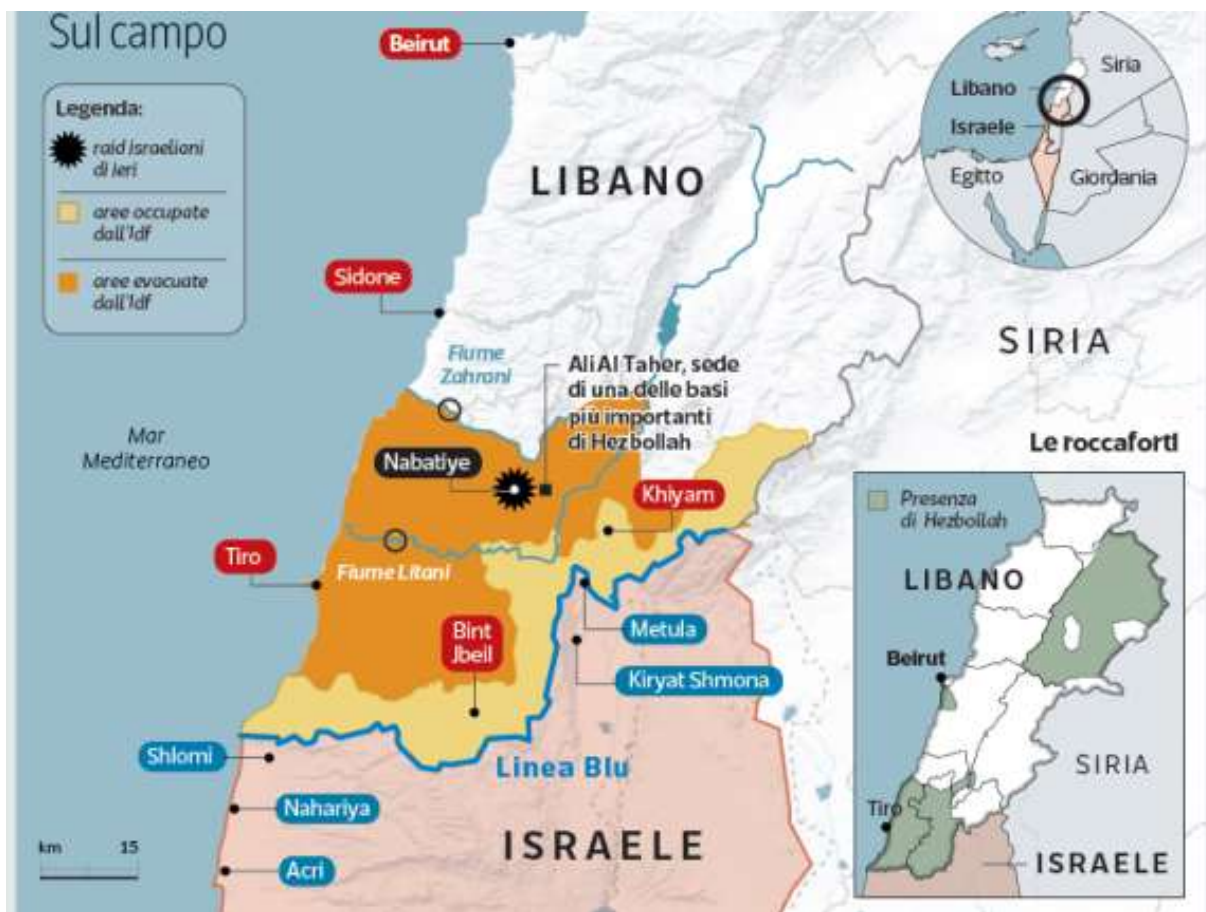 Sul campo
Legenda:
raid israeliani
di ieri
aree occupate
dall'Idf
aree evacuate
dall'Idf
Beirut
LIBANO
Sidone
Fiume
Zahrani
Ali Al Taher, sede
di una delle basi
più importanti
di Hezbollah
Mar
Mediterraneo
Nabatiye
Khiyam
Tiro
Fiume Litani
Bint
Jbeil
Metula
Kiryat Shmona
Shlomi
Linea Blu
Nahariya
ISRAELE
Acri
km 15
SIRIA
Libano
Siria
Israele
Egitto
Giordania
Le roccaforti
Presenza
di Hezbollah
LIBANO
Beirut
SIRIA
Tiro
ISRAELE